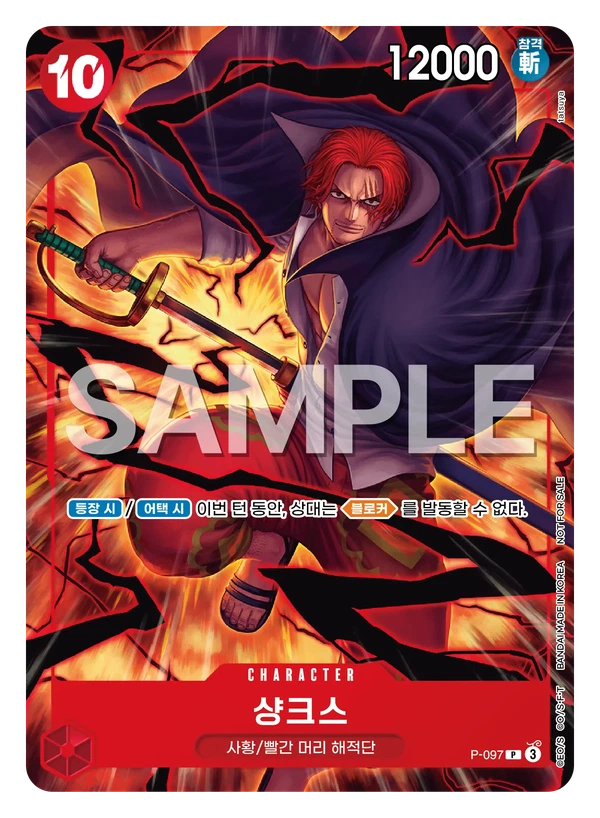 10
12000
참격
斬
tatsuya
SAMPLE
등장 시 / 어택 시 이번 턴 동안, 상대는 블로커 를 발동할 수 없다.
CHARACTER
샹크스
사황/빨간 머리 해적단
P-097 P 3
©EO/S ©O/S·F·T BANDAI MADE IN KOREA NOT FOR SALE